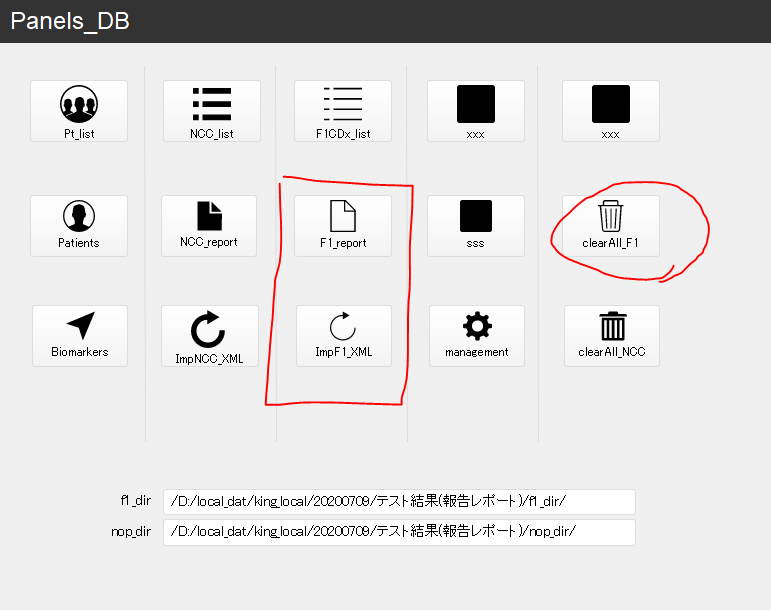 Panels_DB
Pt_list
NCC_list
F1CDx_list
xxx
xxx
Patients
NCC_report
F1_report
sss
clearAll_F1
Biomarkers
ImpNCC_XML
ImpF1_XML
management
clearAll_NCC
f1_dir
/D:/local_dat/king_local/20200709/テスト結果(報告レポート)/f1_dir/
nop_dir
/D:/local_dat/king_local/20200709/テスト結果(報告レポート)/nop_dir/